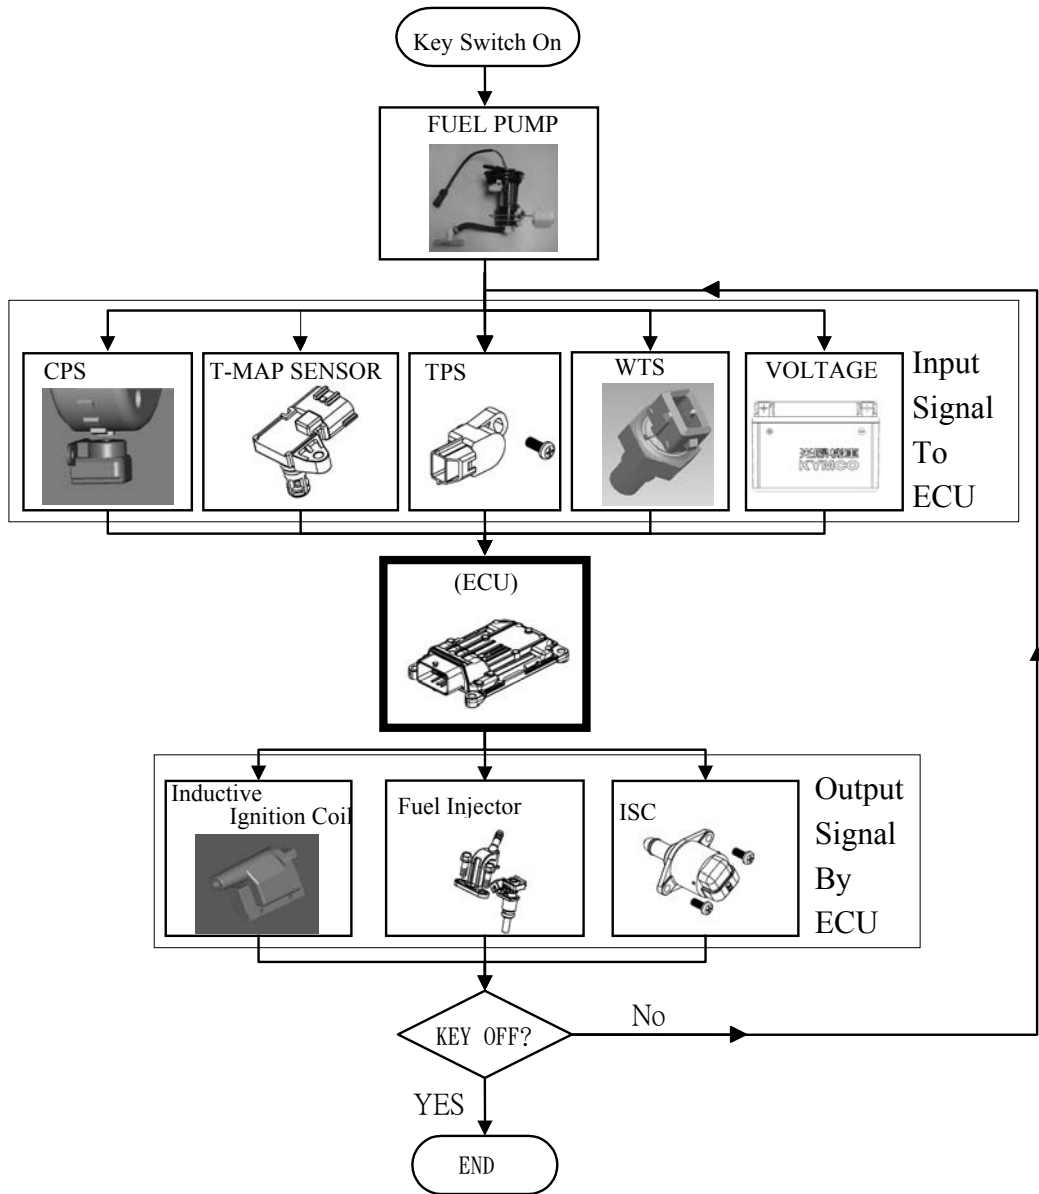 Key Switch On
FUEL PUMP
CPS
T-MAP SENSOR
TPS
WTS
VOLTAGE
KYMCO
Input
Signal
To
ECU
(ECU)
Inductive
Ignition Coil
Fuel Injector
ISC
Output
Signal
By
ECU
KEY OFF?
No
YES
END